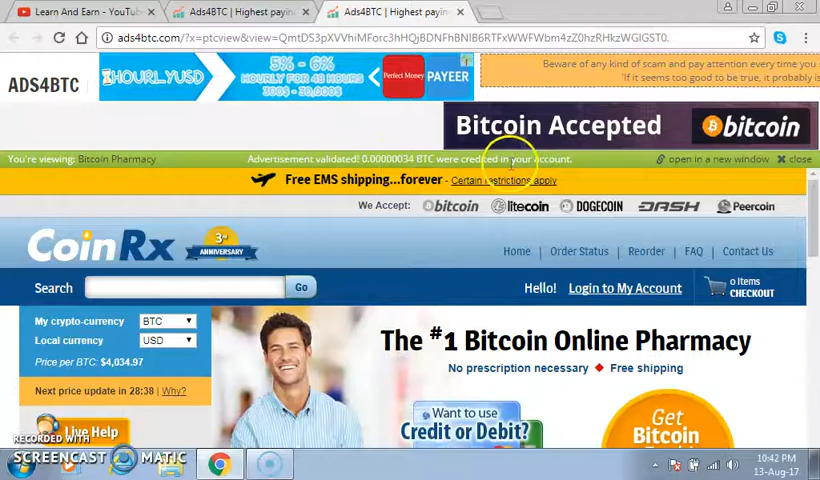 Learn And Earn - YouTube
Ads4BTC | Highest payin
Ads4BTC | Highest payin
ads4btc.com/?x=ptcview&view=
ADS4BTC
HOURLYUSD
5% - 6%
HOURLY FOR 48 HOURS
300$ - 30,000$
Perfect Money
PAYEER
Beware of any kind of scam and pay attention every time you
'If it seems too good to be true, it probably is
Bitcoin Accepted
bitcoin
You're viewing: Bitcoin Pharmacy
Advertisement validated! 0.00000034 BTC were credited in your account.
open in a new window
close
Free EMS shipping...forever - Certain restrictions apply
We Accept: bitcoin litecoin DOGECOIN DASH Peercoin
CoinRx
3rd
ANNIVERSARY
Home | Order Status | Reorder | FAQ | Contact Us
Search
Go
Hello! Login to My Account
0 Items
CHECKOUT
My crypto-currency BTC
Local currency USD
Price per BTC: $4,034.97
Next price update in 28:38 | Why?
Live Help
The #1 Bitcoin Online Pharmacy
No prescription necessary Free shipping
Want to use
Credit or Debit?
Get
Bitcoin
RECORDED WITH
SCREENCAST MATIC
10:42 PM
13-Aug-17